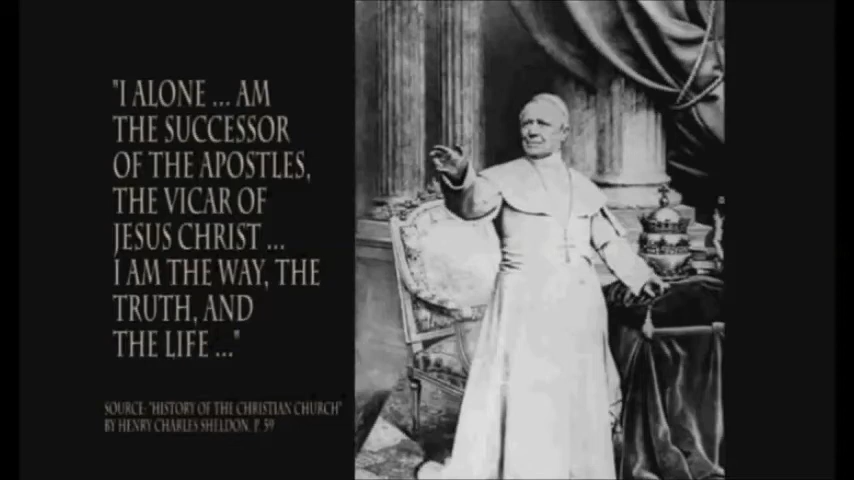 "I ALONE ... AM
THE SUCCESSOR
OF THE APOSTLES,
THE VICAR OF
JESUS CHRIST ...
I AM THE WAY, THE
TRUTH, AND
THE LIFE ..."
SOURCE: "HISTORY OF THE CHRISTIAN CHURCH"
BY HENRY CHARLES SHELDON, P. 59